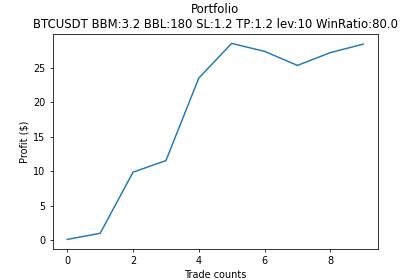 Portfolio
BTCUSDT BBM:3.2 BBL:180 SL:1.2 TP:1.2 lev:10 WinRatio:80.0
25
20
15
10
5
0
Profit ($)
0 2 4 6 8
Trade counts